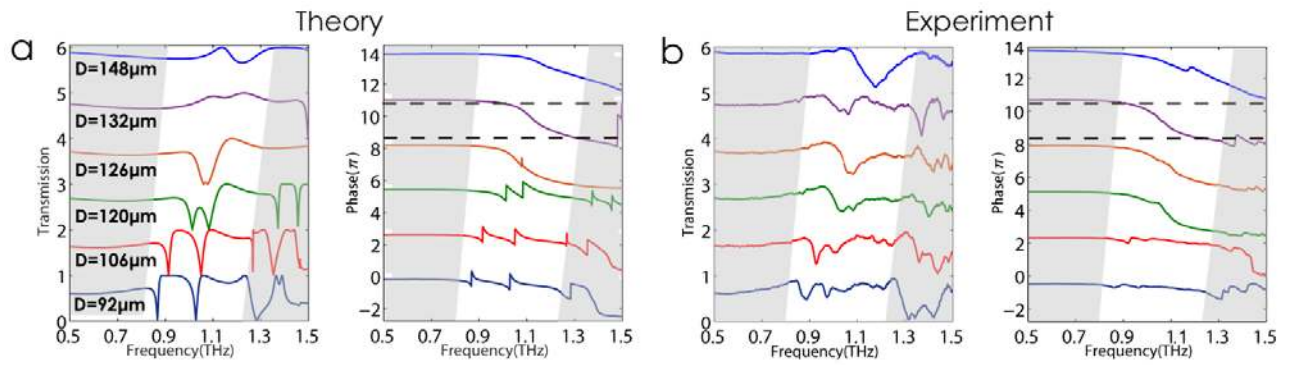 Theory
Experiment
a
6
5
4
3
2
1
0
Transmission
D=148μm
D=132μm
D=126μm
D=120μm
D=106μm
D=92μm
0.5 0.7 0.9 1.1 1.3 1.5
Frequency(THz)
14
12
10
8
6
4
2
0
−2
Phase(π)
0.5 0.7 0.9 1.1 1.3 1.5
Frequency(THz)
b
6
5
4
3
2
1
0
Transmission
0.5 0.7 0.9 1.1 1.3 1.5
Frequency(THz)
14
12
10
8
6
4
2
0
−2
Phase(π)
0.5 0.7 0.9 1.1 1.3 1.5
Frequency(THz)